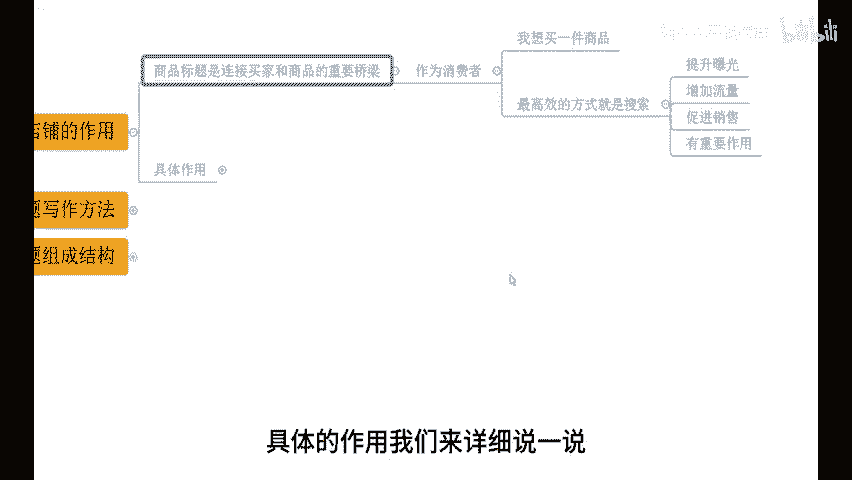 我想买一件商品
商品标题是连接买家和商品的重要桥梁
作为消费者
提升曝光
增加流量
最高效的方式就是搜索
促进销售
店铺的作用
有重要作用
具体作用
题写作方法
题组成结构
具体的作用我们来详细说一说
bilibili